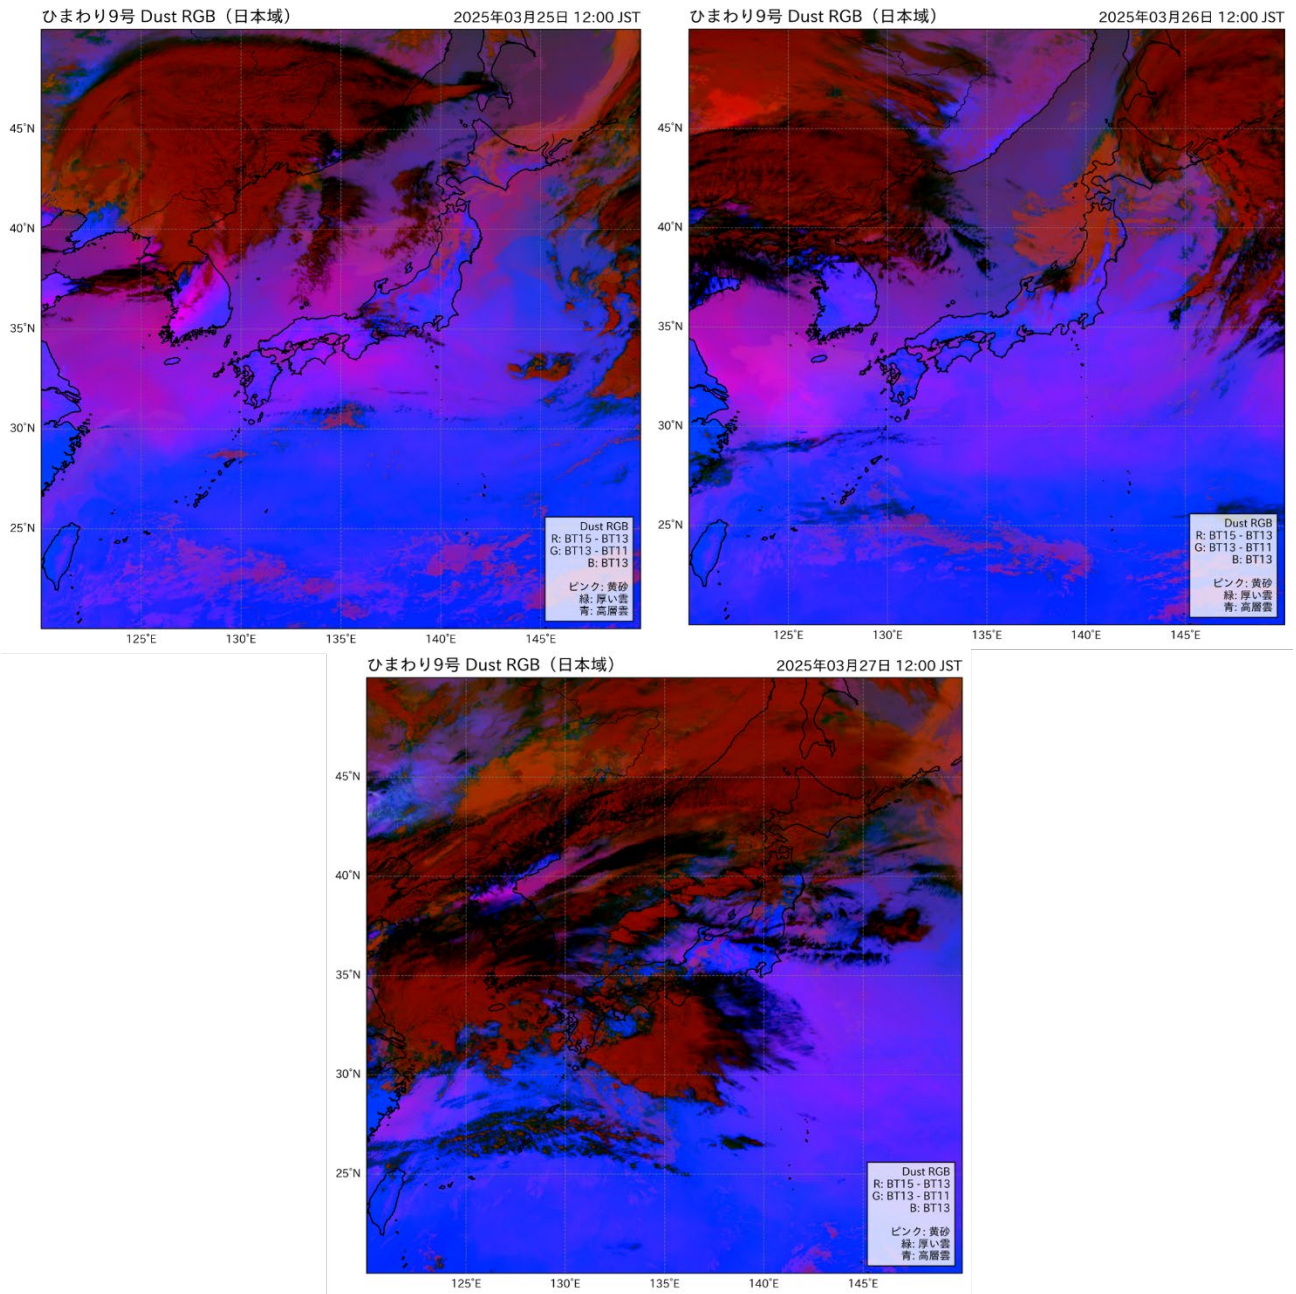 ひまわり9号 Dust RGB（日本域）
2025年03月25日 12:00 JST
45°N
40°N
35°N
30°N
25°N
125°E
130°E
135°E
140°E
145°E
Dust RGB
R: BT15 - BT13
G: BT13 - BT11
B: BT13
ピンク: 黄砂
緑: 厚い雲
青: 高層雲
ひまわり9号 Dust RGB（日本域）
2025年03月26日 12:00 JST
45°N
40°N
35°N
30°N
25°N
125°E
130°E
135°E
140°E
145°E
Dust RGB
R: BT15 - BT13
G: BT13 - BT11
B: BT13
ピンク: 黄砂
緑: 厚い雲
青: 高層雲
ひまわり9号 Dust RGB（日本域）
2025年03月27日 12:00 JST
45°N
40°N
35°N
30°N
25°N
125°E
130°E
135°E
140°E
145°E
Dust RGB
R: BT15 - BT13
G: BT13 - BT11
B: BT13
ピンク: 黄砂
緑: 厚い雲
青: 高層雲